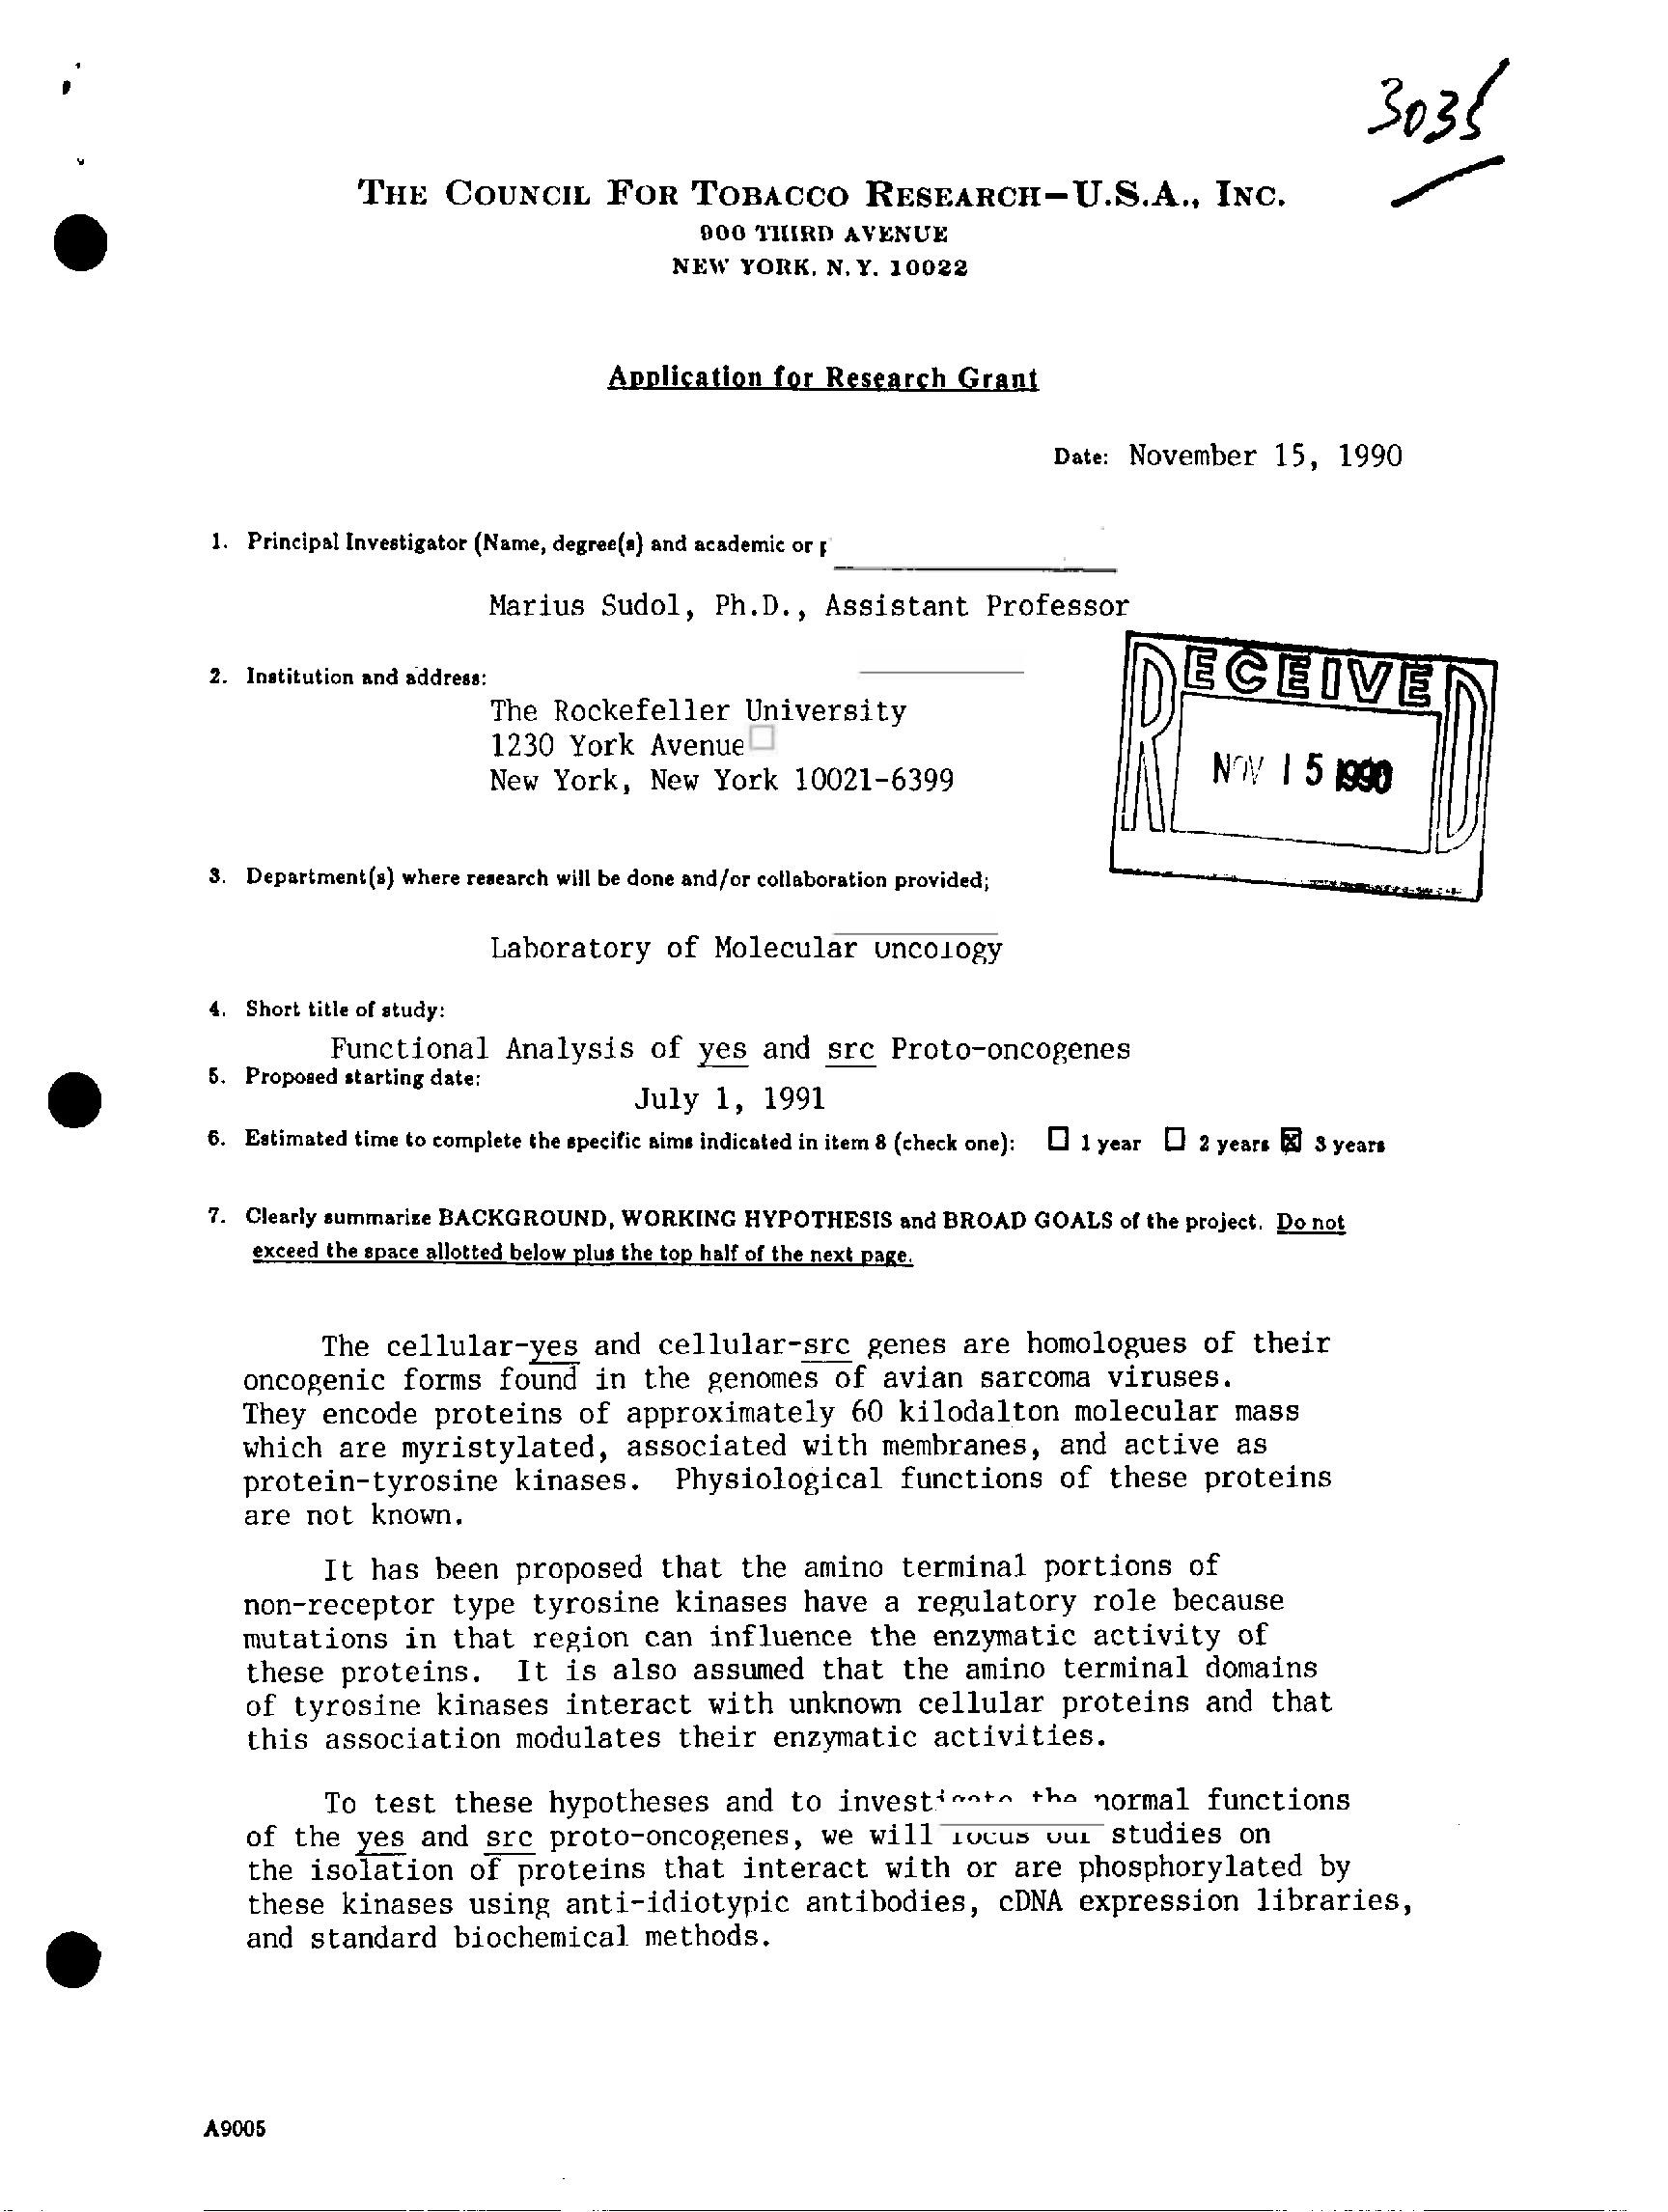 3035
THE COUNCIL FOR TOBACCO RESEARCH—U.S.A., INC.
900 THIRD AVENUE
NEW YORK, N.Y. 10022
Application for Research Grant
Date: November 15, 1990
1. Principal Investigator (Name, degree(s) and academic or
Marius Sudol, Ph.D., Assistant Professor
2. Institution and address:
The Rockefeller University
1230 York Avenue
New York, New York 10021-6399
RECEIVED
NOV 15 1990
3. Department(s) where research will be done and/or collaboration provided;
Laboratory of Molecular Oncology
4. Short title of study:
Functional Analysis of yes and src Proto-oncogenes
5. Proposed starting date:
July 1, 1991
6. Estimated time to complete the specific aims indicated in item 8 (check one): ☐ 1 year ☐ 2 years ☒ 3 years
7. Clearly summarize BACKGROUND, WORKING HYPOTHESIS and BROAD GOALS of the project. Do not
exceed the space allotted below plus the top half of the next page.
The cellular-yes and cellular-src genes are homologues of their
oncogenic forms found in the genomes of avian sarcoma viruses.
They encode proteins of approximately 60 kilodalton molecular mass
which are myristylated, associated with membranes, and active as
protein-tyrosine kinases. Physiological functions of these proteins
are not known.
It has been proposed that the amino terminal portions of
non-receptor type tyrosine kinases have a regulatory role because
mutations in that region can influence the enzymatic activity of
these proteins. It is also assumed that the amino terminal domains
of tyrosine kinases interact with unknown cellular proteins and that
this association modulates their enzymatic activities.
To test these hypotheses and to investigate the normal functions
of the yes and src proto-oncogenes, we will focus our studies on
the isolation of proteins that interact with or are phosphorylated by
these kinases using anti-idiotypic antibodies, cDNA expression libraries,
and standard biochemical methods.
A9005